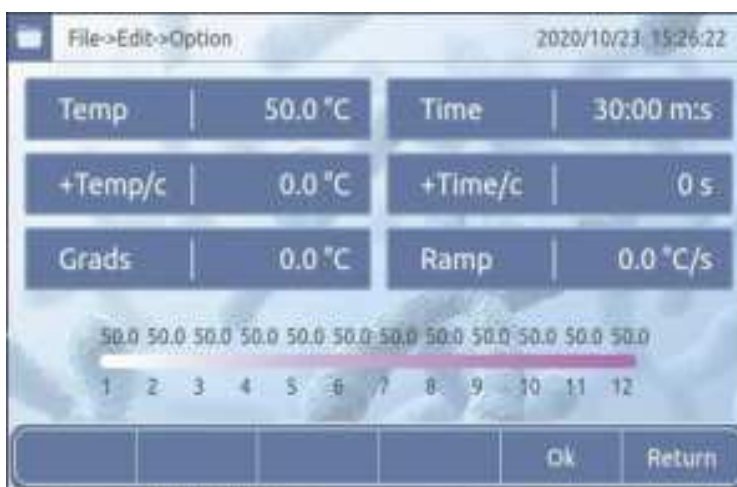 File->Edit->Option 2020/10/23 15:26:22
Temp 50.0 °C Time 30:00 m:s
+Temp/c 0.0 °C +Time/c 0 s
Grads 0.0 °C Ramp 0.0 °C/s
50.0 50.0 50.0 50.0 50.0 50.0 50.0 50.0 50.0 50.0 50.0 50.0
1 2 3 4 5 6 7 8 9 10 11 12
Ok Return